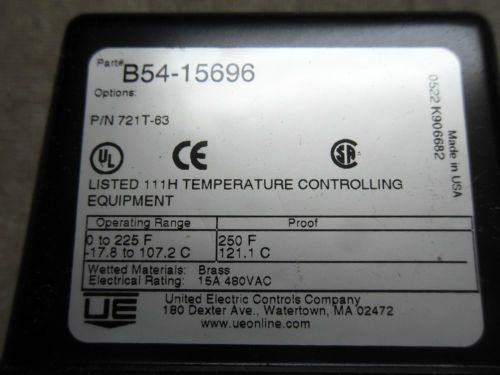 Part# B54-15696
Options:
P/N 721T-63
0522 K906682
Made in USA
UL
CE
SA
LISTED 111H TEMPERATURE CONTROLLING
EQUIPMENT
Operating Range Proof
0 to 225 F 250 F
-17.8 to 107.2 C 121.1 C
Wetted Materials: Brass
Electrical Rating: 15A 480VAC
UE
United Electric Controls Company
180 Dexter Ave., Watertown, MA 02472
www.ueonline.com